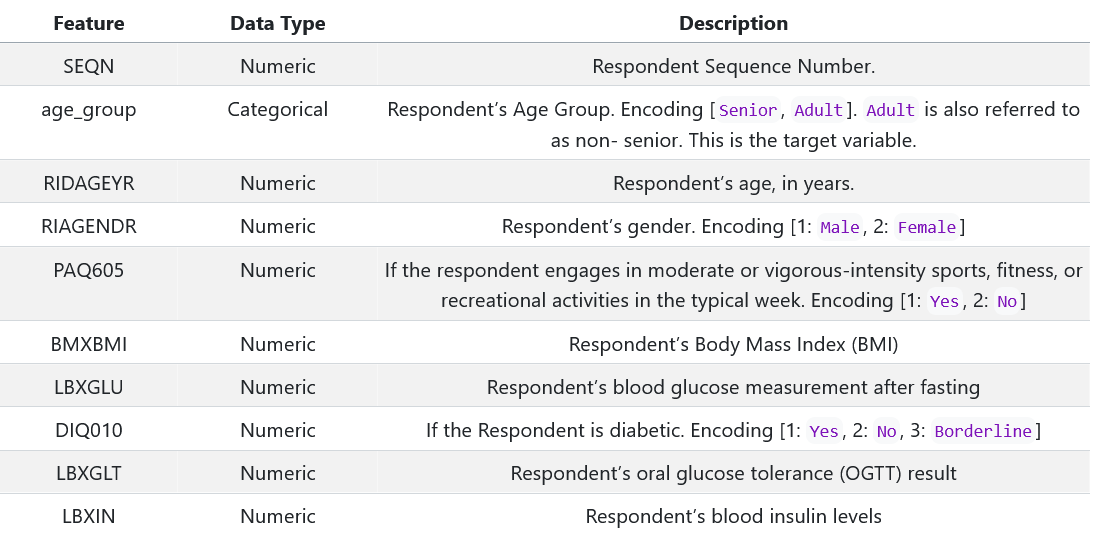 Feature Data Type Description
SEQN Numeric Respondent Sequence Number.
age_group Categorical Respondent’s Age Group. Encoding [Senior, Adult]. Adult is also referred to
as non- senior. This is the target variable.
RIDAGEYR Numeric Respondent’s age, in years.
RIAGENDR Numeric Respondent’s gender. Encoding [1: Male, 2: Female]
PAQ605 Numeric If the respondent engages in moderate or vigorous-intensity sports, fitness, or
recreational activities in the typical week. Encoding [1: Yes, 2: No]
BMXBMI Numeric Respondent’s Body Mass Index (BMI)
LBXGLU Numeric Respondent’s blood glucose measurement after fasting
DIQ010 Numeric If the Respondent is diabetic. Encoding [1: Yes, 2: No, 3: Borderline]
LBXGLT Numeric Respondent’s oral glucose tolerance (OGTT) result
LBXIN Numeric Respondent’s blood insulin levels